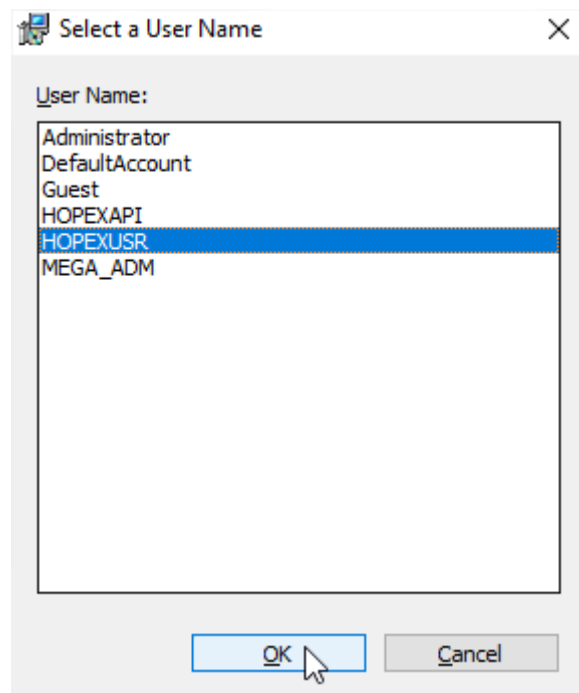 Select a User Name
User Name:
Administrator
DefaultAccount
Guest
HOPEXAPI
HOPEXUSR
MEGA_ADM
OK
Cancel